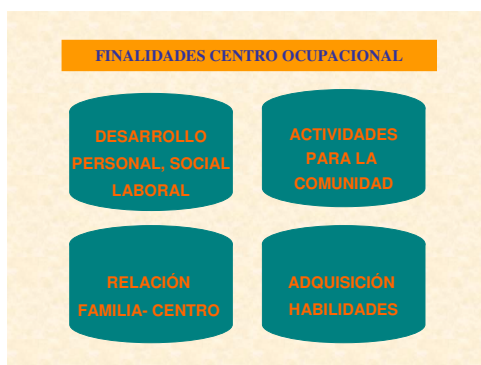 FINALIDADES CENTRO OCUPACIONAL
DESARROLLO
PERSONAL, SOCIAL
LABORAL
ACTIVIDADES
PARA LA
COMUNIDAD
RELACIÓN
FAMILIA- CENTRO
ADQUISICIÓN
HABILIDADES